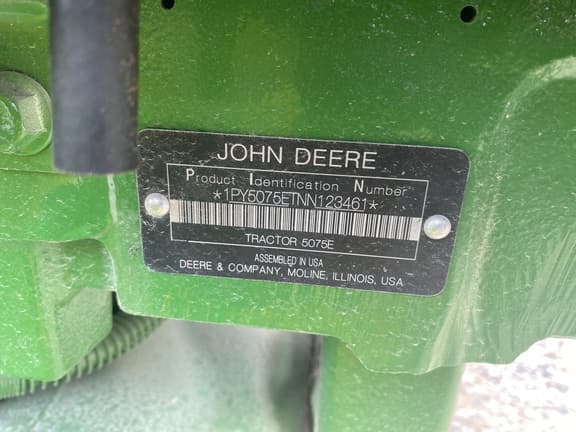 JOHN DEERE
Product Identification Number
*1PY5075ETNN123461*
TRACTOR 5075E
ASSEMBLED IN USA
DEERE & COMPANY, MOLINE, ILLINOIS, USA